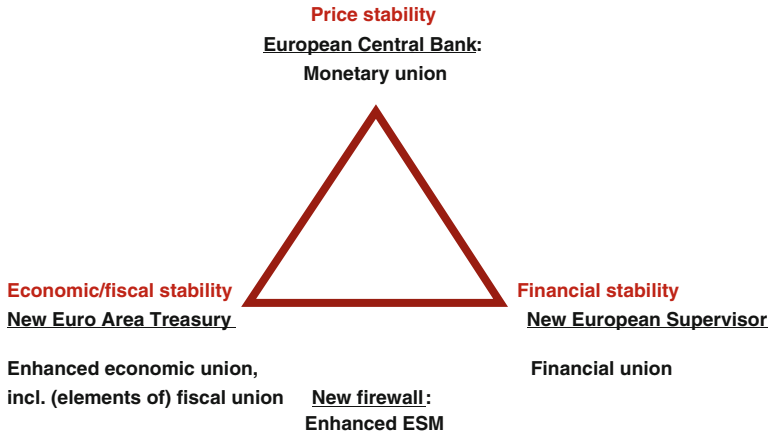 Price stability
European Central Bank:
Monetary union
Economic/fiscal stability
New Euro Area Treasury
Enhanced economic union,
incl. (elements of) fiscal union
Financial stability
New European Supervisor
Financial union
New firewall:
Enhanced ESM